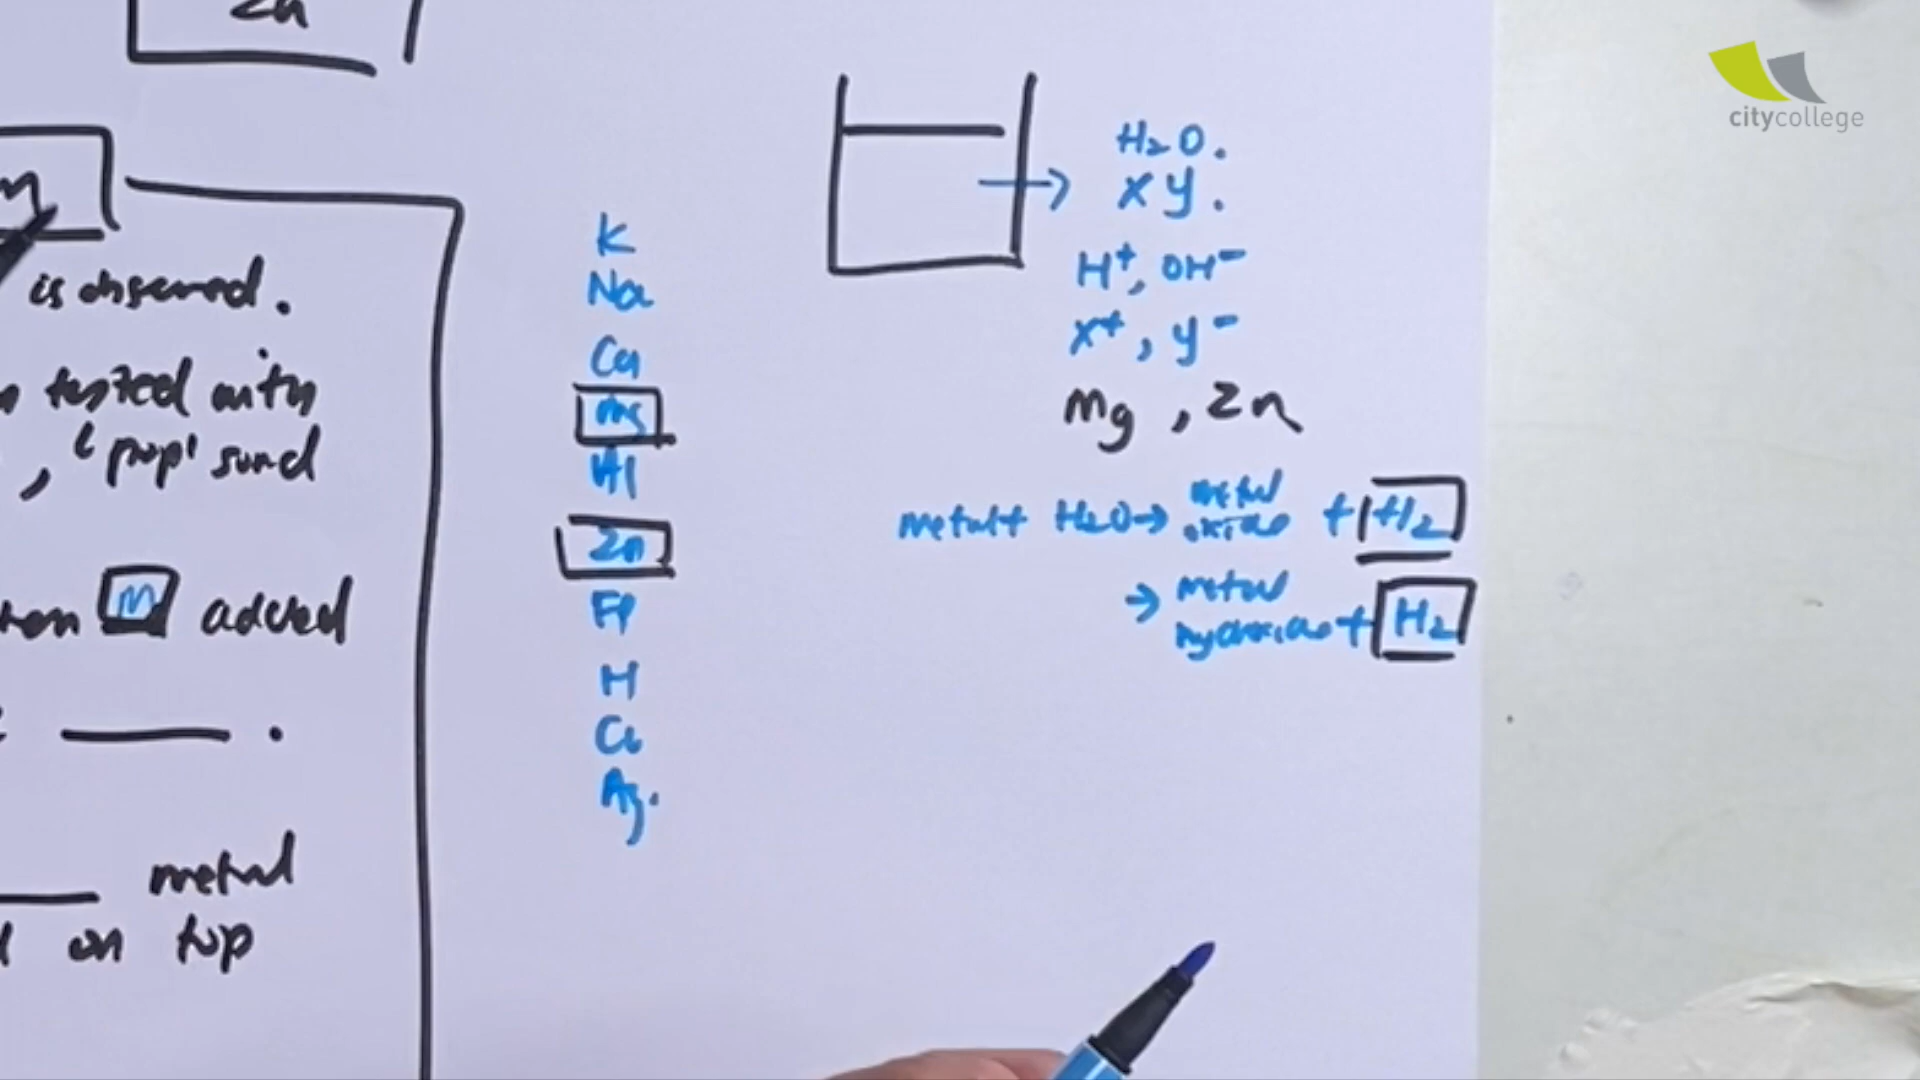 Zn
is observed.
tested with
, 'pop' sound
M added
metal
on top
K
Na
Ca
Mg
Al
Zn
Fe
H
Cu
Ag.
H₂O.
XY.
H⁺, OH⁻
X⁺, Y⁻
Mg, Zn
metal + H₂O → metal oxide + H₂
→ metal hydroxide + H₂
citycollege